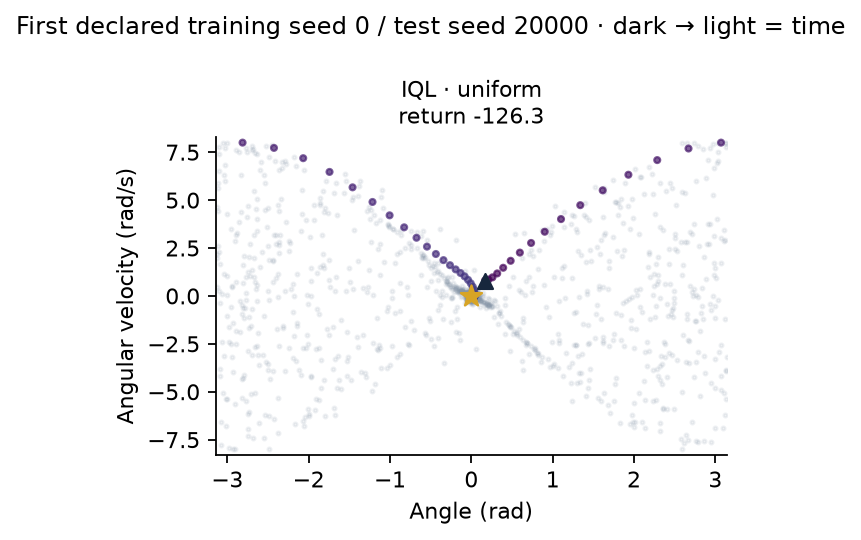 First declared training seed 0 / test seed 20000 · dark → light = time
IQL · uniform
return -126.3
7.5
5.0
2.5
0.0
−2.5
−5.0
−7.5
Angular velocity (rad/s)
−3
−2
−1
0
1
2
3
Angle (rad)